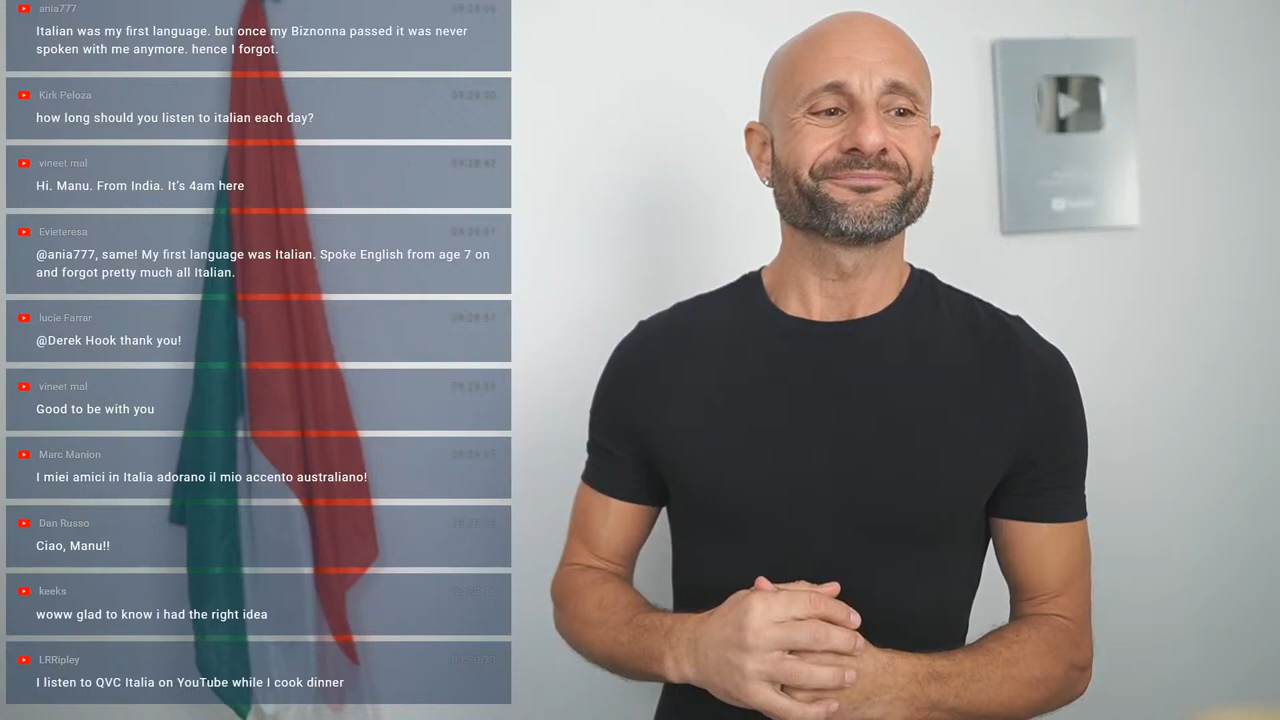 ania777
Italian was my first language. but once my Biznonna passed it was never
spoken with me anymore. hence I forgot.
Kirk Peloza
how long should you listen to italian each day?
vineet mal
Hi. Manu. From India. It's 4am here
Evieteresa
@ania777, same! My first language was Italian. Spoke English from age 7 on
and forgot pretty much all Italian.
lucie Farrar
@Derek Hook thank you!
vineet mal
Good to be with you
Marc Manion
I miei amici in Italia adorano il mio accento australiano!
Dan Russo
Ciao, Manu!!
keeks
woww glad to know i had the right idea
LRRipley
I listen to QVC Italia on YouTube while I cook dinner